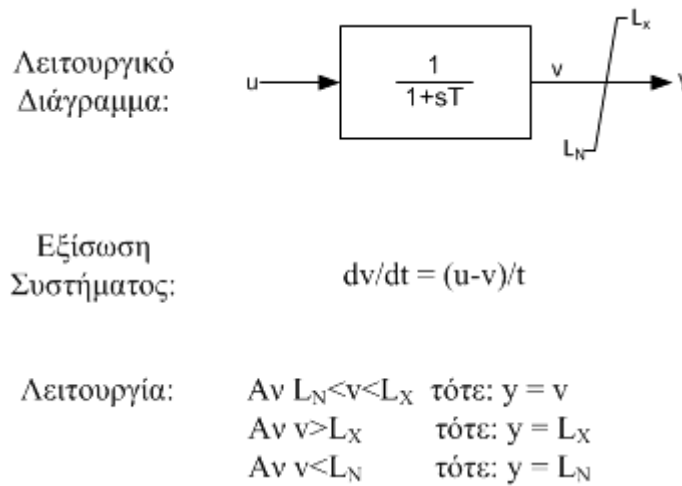 Λειτουργικό
Διάγραμμα:
u
1
1+sT
v
Lx
LN
y
Εξίσωση
Συστήματος:
dv/dt = (u-v)/t
Λειτουργία:
Αν LN<v<LX τότε: y = v
Αν v>LX τότε: y = LX
Αν v<LN τότε: y = LN